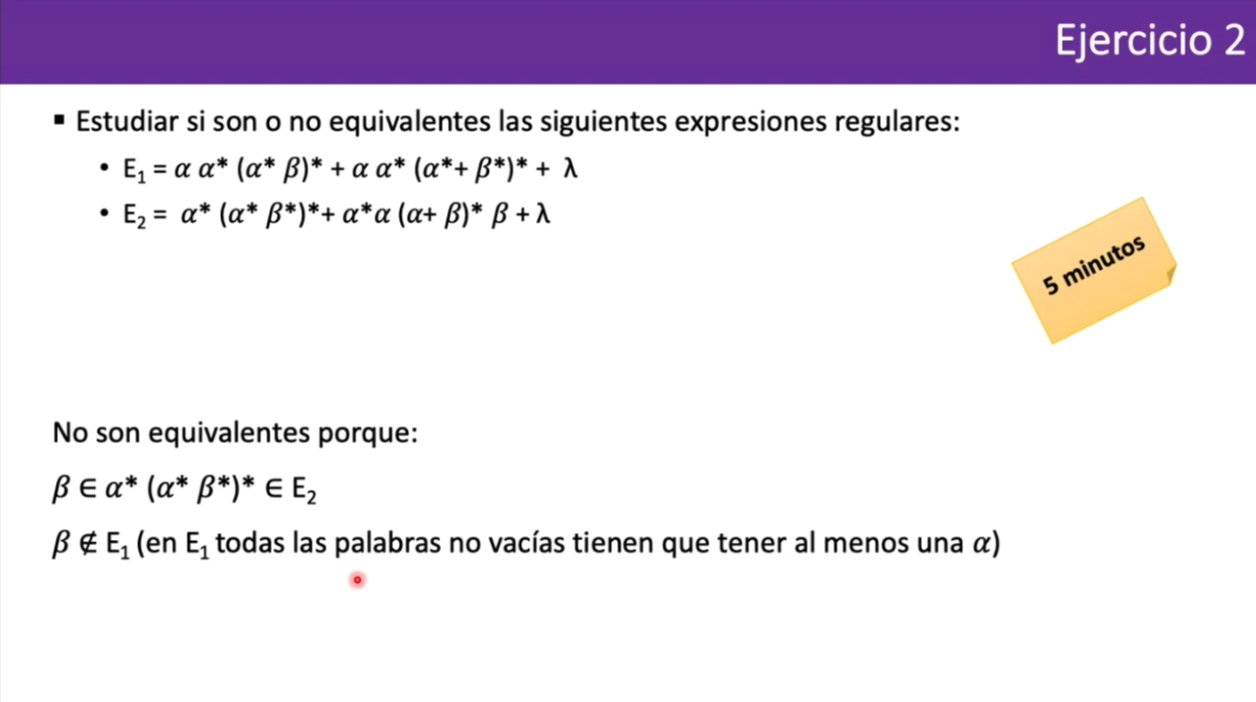 Ejercicio 2
▪ Estudiar si son o no equivalentes las siguientes expresiones regulares:
• E₁ = α α* (α* β)* + α α* (α*+ β*)* + λ
• E₂ = α* (α* β*)*+ α*α (α+ β)* β + λ
5 minutos
No son equivalentes porque:
β ∈ α* (α* β*)* ∈ E₂
β ∉ E₁ (en E₁ todas las palabras no vacías tienen que tener al menos una α)